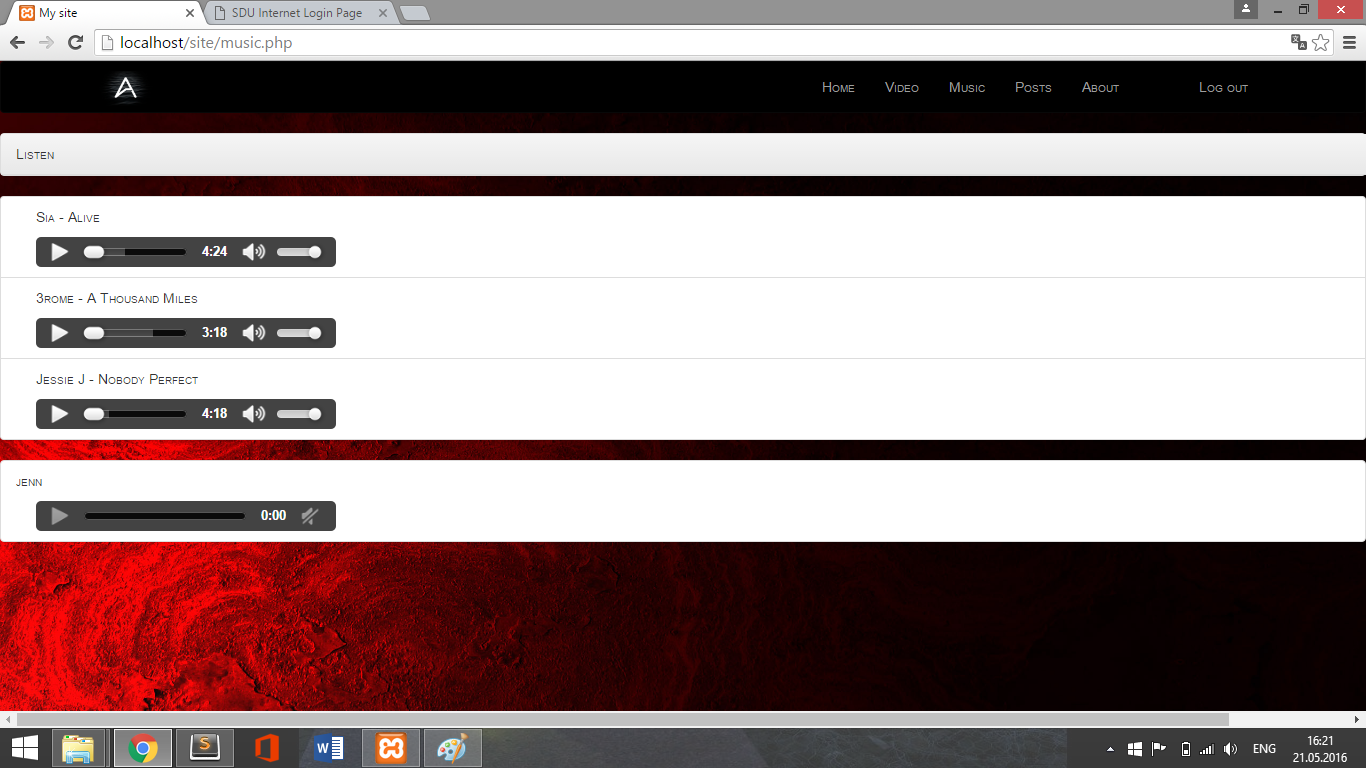 My site
SDU Internet Login Page
localhost/site/music.php
Home Video Music Posts About Log out
Listen
Sia - Alive
4:24
3rome - A Thousand Miles
3:18
Jessie J - Nobody Perfect
4:18
jenn
0:00
ENG
16:21
21.05.2016